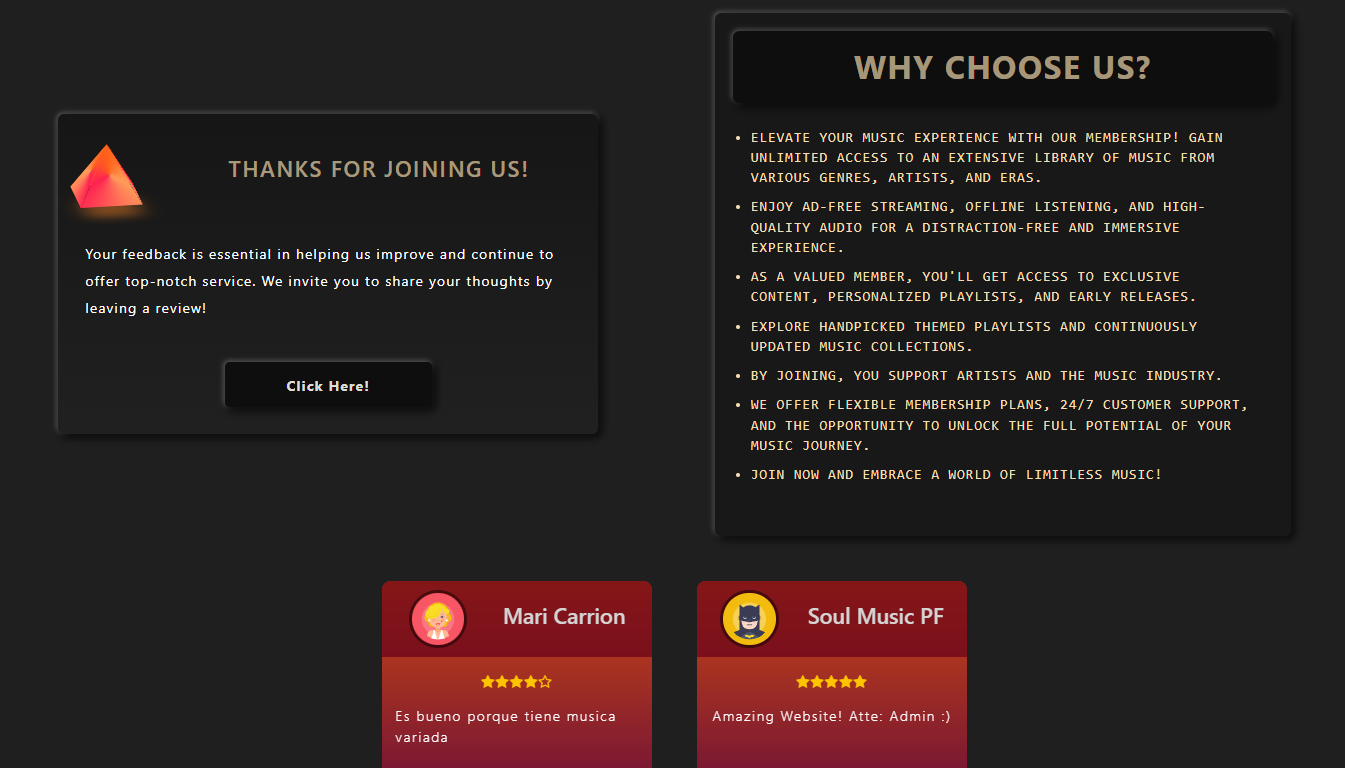 THANKS FOR JOINING US!
Your feedback is essential in helping us improve and continue to
offer top-notch service. We invite you to share your thoughts by
leaving a review!
Click Here!
WHY CHOOSE US?
• ELEVATE YOUR MUSIC EXPERIENCE WITH OUR MEMBERSHIP! GAIN
UNLIMITED ACCESS TO AN EXTENSIVE LIBRARY OF MUSIC FROM
VARIOUS GENRES, ARTISTS, AND ERAS.
• ENJOY AD-FREE STREAMING, OFFLINE LISTENING, AND HIGH-
QUALITY AUDIO FOR A DISTRACTION-FREE AND IMMERSIVE
EXPERIENCE.
• AS A VALUED MEMBER, YOU'LL GET ACCESS TO EXCLUSIVE
CONTENT, PERSONALIZED PLAYLISTS, AND EARLY RELEASES.
• EXPLORE HANDPICKED THEMED PLAYLISTS AND CONTINUOUSLY
UPDATED MUSIC COLLECTIONS.
• BY JOINING, YOU SUPPORT ARTISTS AND THE MUSIC INDUSTRY.
• WE OFFER FLEXIBLE MEMBERSHIP PLANS, 24/7 CUSTOMER SUPPORT,
AND THE OPPORTUNITY TO UNLOCK THE FULL POTENTIAL OF YOUR
MUSIC JOURNEY.
• JOIN NOW AND EMBRACE A WORLD OF LIMITLESS MUSIC!
Mari Carrion
Es bueno porque tiene musica
variada
Soul Music PF
Amazing Website! Atte: Admin :)